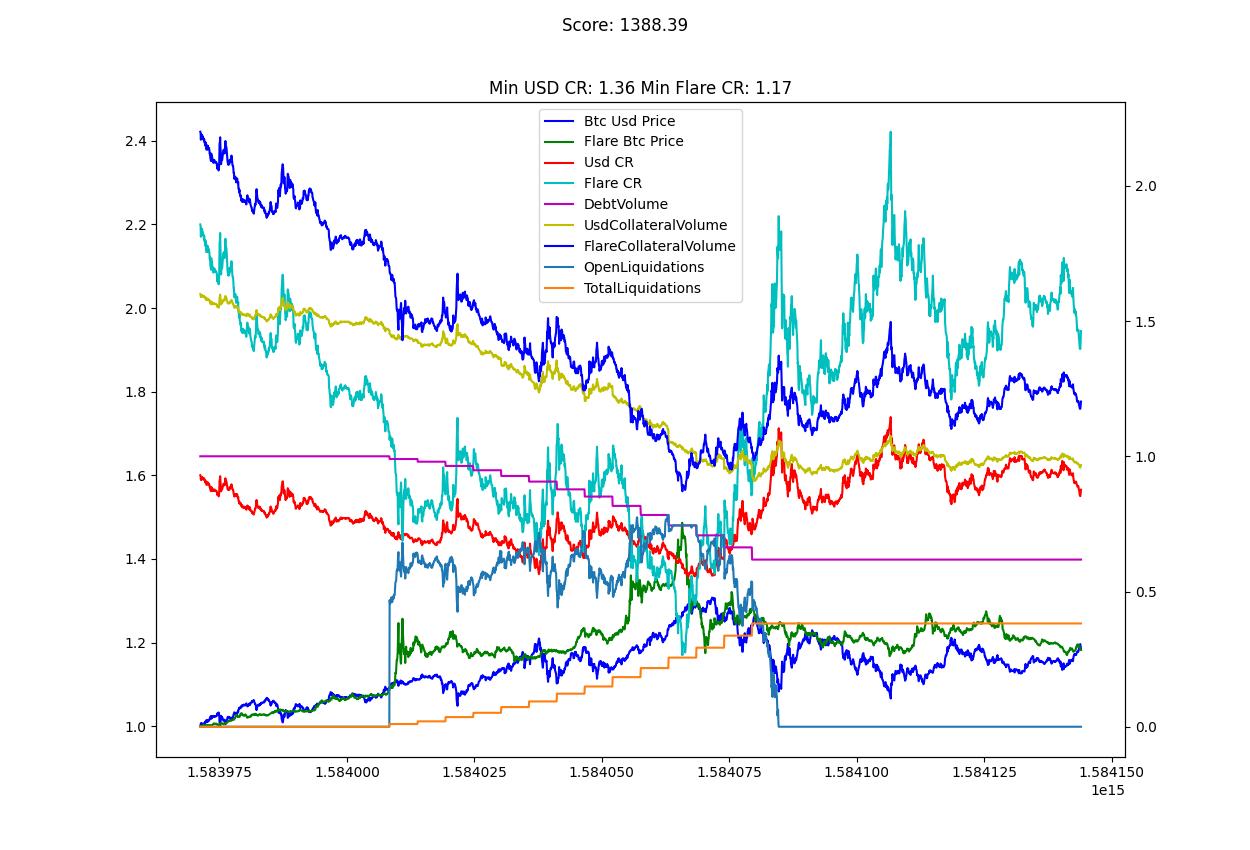 Score: 1388.39
Min USD CR: 1.36 Min Flare CR: 1.17
Btc Usd Price
Flare Btc Price
Usd CR
Flare CR
DebtVolume
UsdCollateralVolume
FlareCollateralVolume
OpenLiquidations
TotalLiquidations
2.4
2.2
2.0
1.8
1.6
1.4
1.2
1.0
2.0
1.5
1.0
0.5
0.0
1.583975 1.584000 1.584025 1.584050 1.584075 1.584100 1.584125 1.584150
1e15